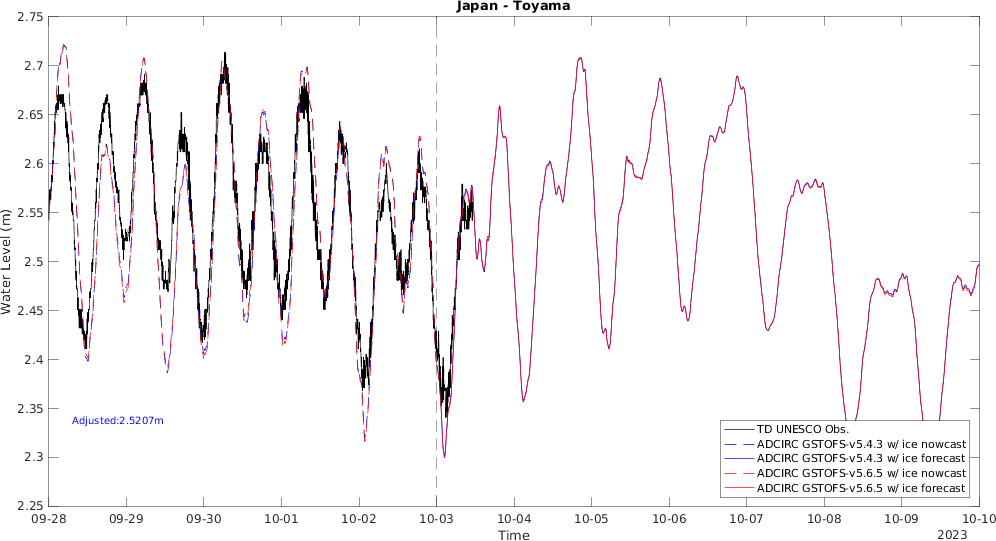 Japan - Toyama
Water Level (m)
2.75
2.7
2.65
2.6
2.55
2.5
2.45
2.4
2.35
2.3
2.25
Adjusted:2.5207m
TD UNESCO Obs.
ADCIRC GSTOFS-v5.4.3 w/ ice nowcast
ADCIRC GSTOFS-v5.4.3 w/ ice forecast
ADCIRC GSTOFS-v5.6.5 w/ ice nowcast
ADCIRC GSTOFS-v5.6.5 w/ ice forecast
09-28 09-29 09-30 10-01 10-02 10-03 10-04 10-05 10-06 10-07 10-08 10-09 10-10
Time
2023